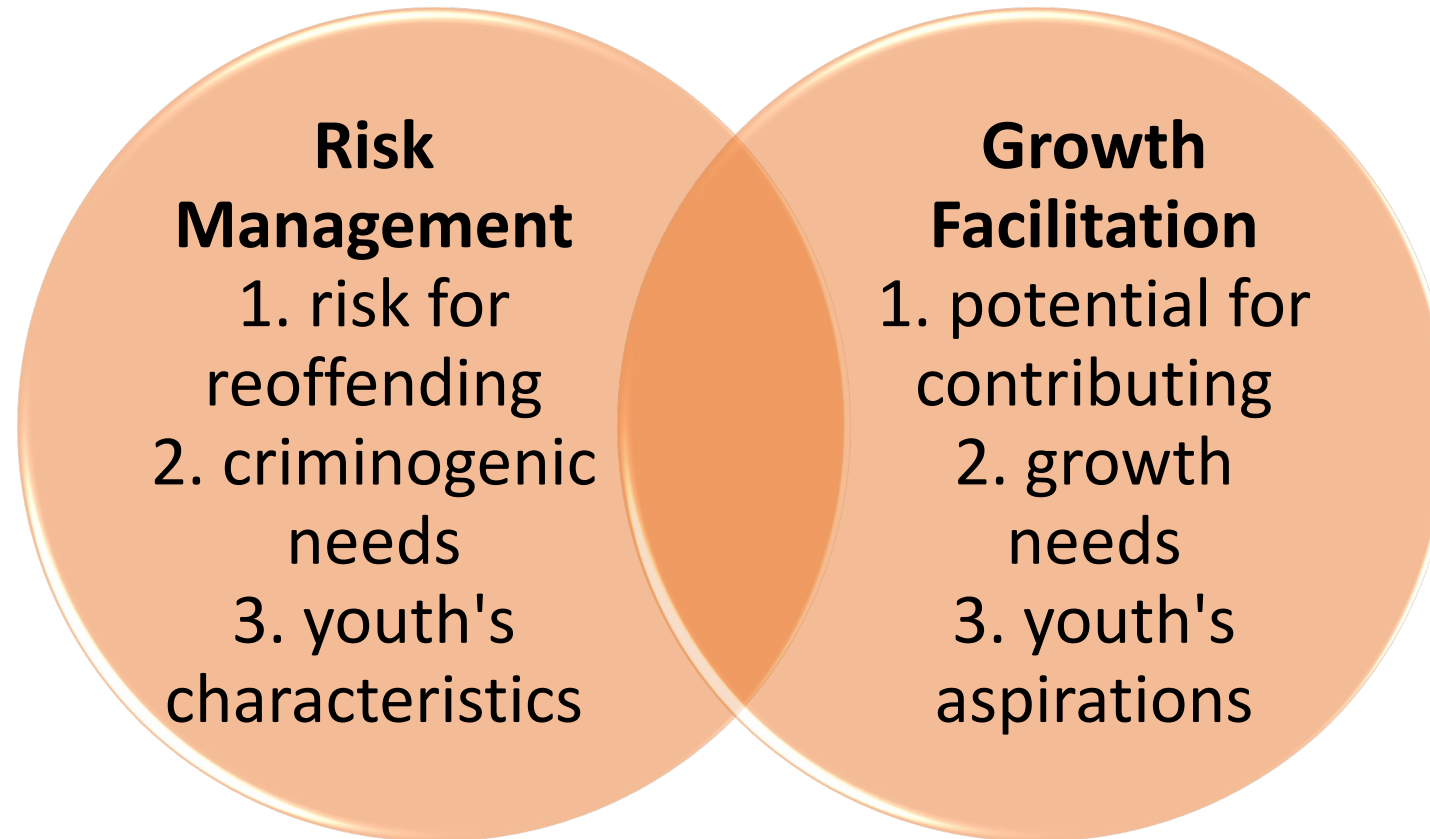 Risk
Management
1. risk for
reoffending
2. criminogenic
needs
3. youth's
characteristics
Growth
Facilitation
1. potential for
contributing
2. growth
needs
3. youth's
aspirations